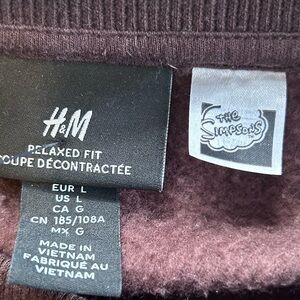 H&M
RELAXED FIT
COUPE DÉCONTRACTÉE
EUR L
US L
CA G
CN 185/108A
MX G
MADE IN
VIETNAM
FABRIQUÉ AU
VIETNAM
THE
SIMPSONS